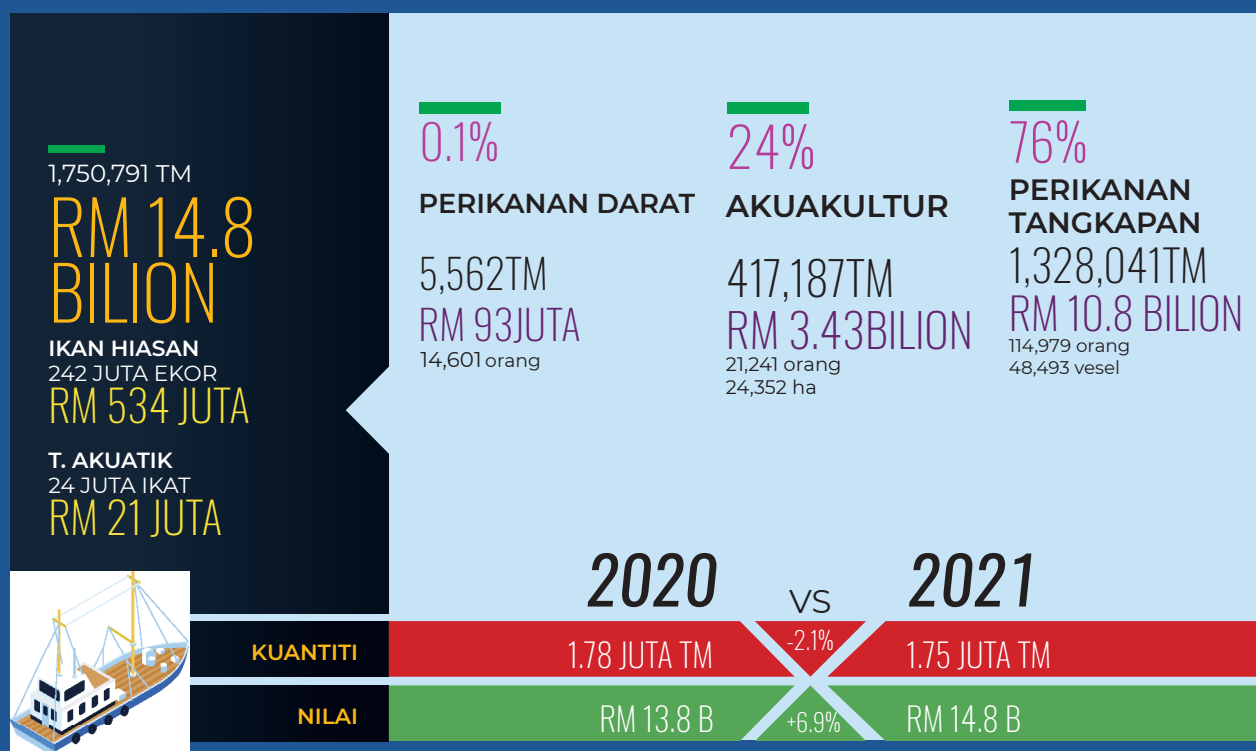 1,750,791 TM
RM 14.8
BILION
IKAN HIASAN
242 JUTA EKOR
RM 534 JUTA
T. AKUATIK
24 JUTA IKAT
RM 21 JUTA
0.1%
PERIKANAN DARAT
5,562TM
RM 93JUTA
14,601 orang
24%
AKUAKULTUR
417,187TM
RM 3.43BILION
21,241 orang
24,352 ha
76%
PERIKANAN
TANGKAPAN
1,328,041TM
RM 10.8 BILION
114,979 orang
48,493 vesel
2020 VS 2021
KUANTITI 1.78 JUTA TM -2.1% 1.75 JUTA TM
NILAI RM 13.8 B +6.9% RM 14.8 B